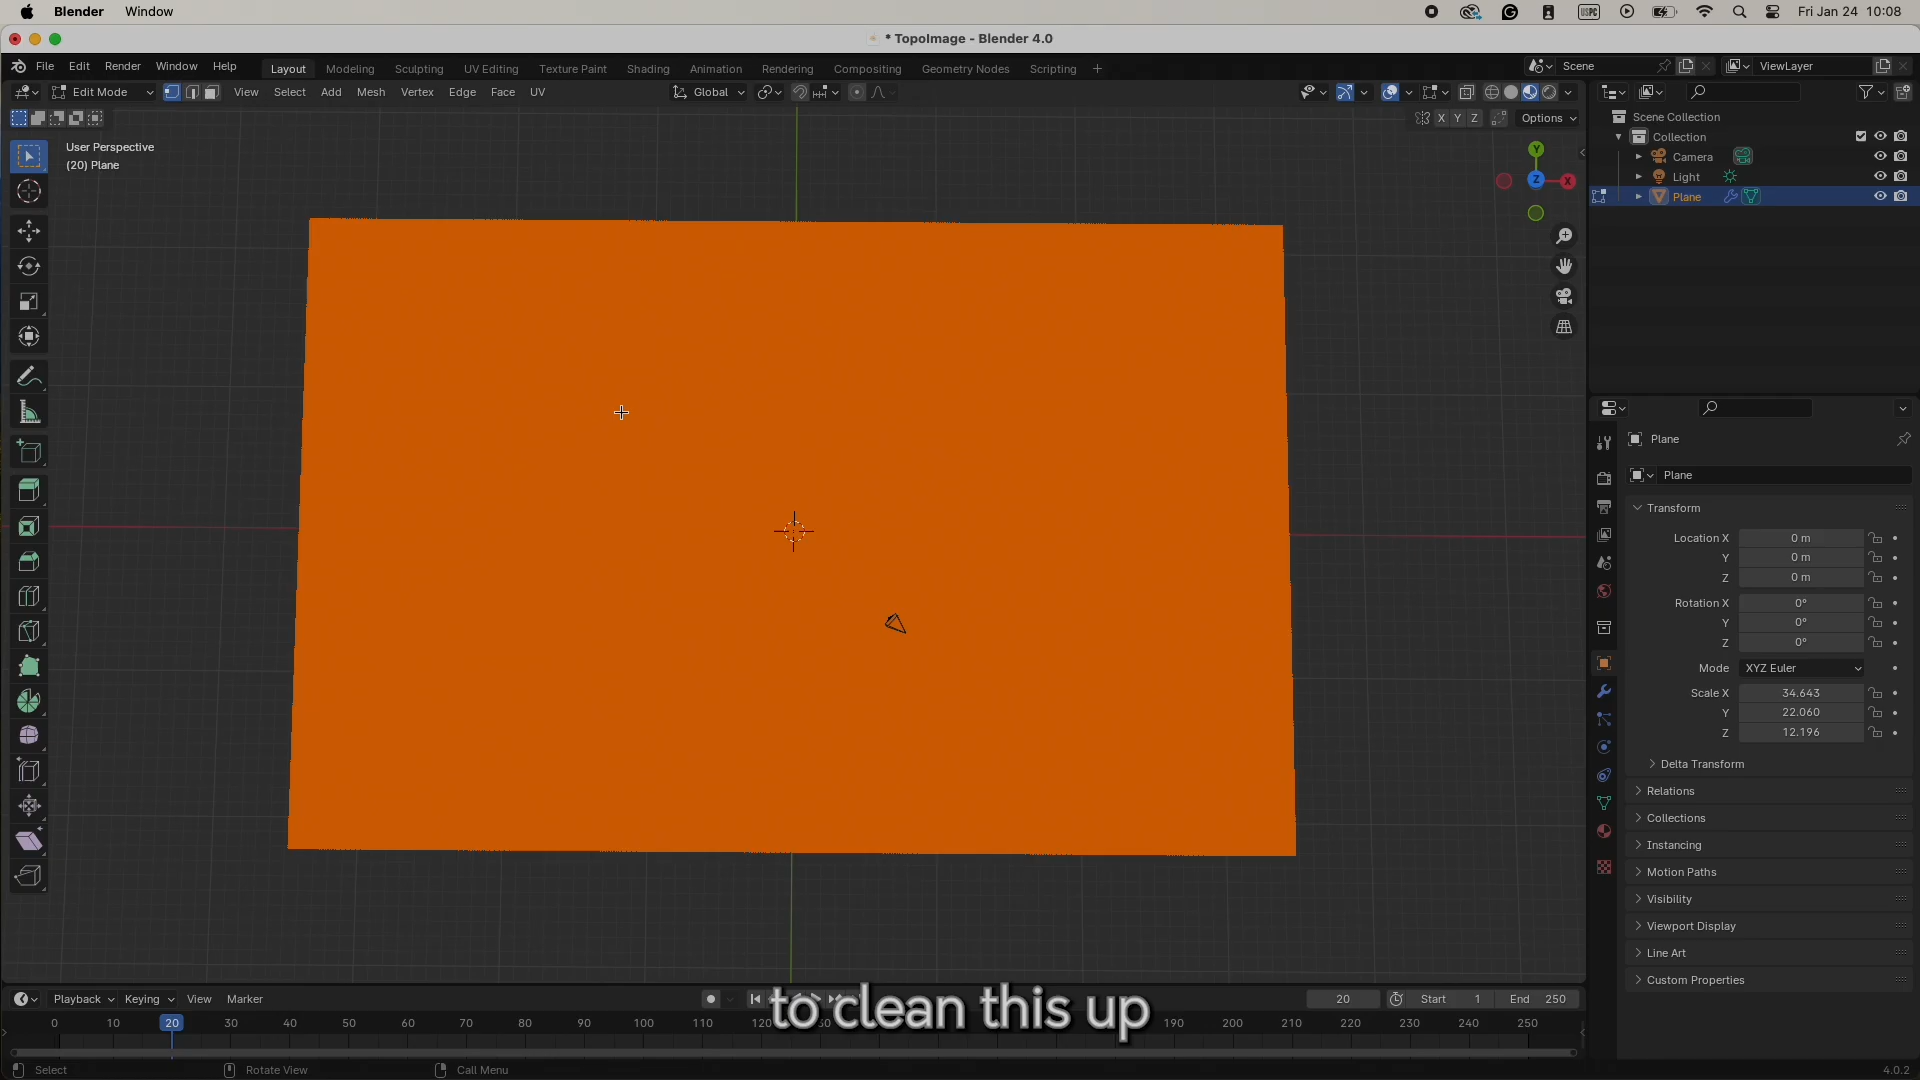 Blender Window
USPC
Fri Jan 24 10:08
* TopoImage - Blender 4.0
File Edit Render Window Help
Layout Modeling Sculpting UV Editing Texture Paint Shading Animation Rendering Compositing Geometry Nodes Scripting +
Scene
ViewLayer
Edit Mode
View Select Add Mesh Vertex Edge Face UV
Global
X Y Z
Options
User Perspective
(20) Plane
Y
Z
X
Scene Collection
Collection
Camera
Light
Plane
Plane
Plane
Transform
Location X 0 m
Y 0 m
Z 0 m
Rotation X 0°
Y 0°
Z 0°
Mode XYZ Euler
Scale X 34.643
Y 22.060
Z 12.196
Delta Transform
Relations
Collections
Instancing
Motion Paths
Visibility
Viewport Display
Line Art
Custom Properties
Playback Keying View Marker
20
Start 1
End 250
to clean this up
0 10 20 30 40 50 60 70 80 90 100 110 190 200 210 220 230 240 250
Select
Rotate View
Call Menu
4.0.2